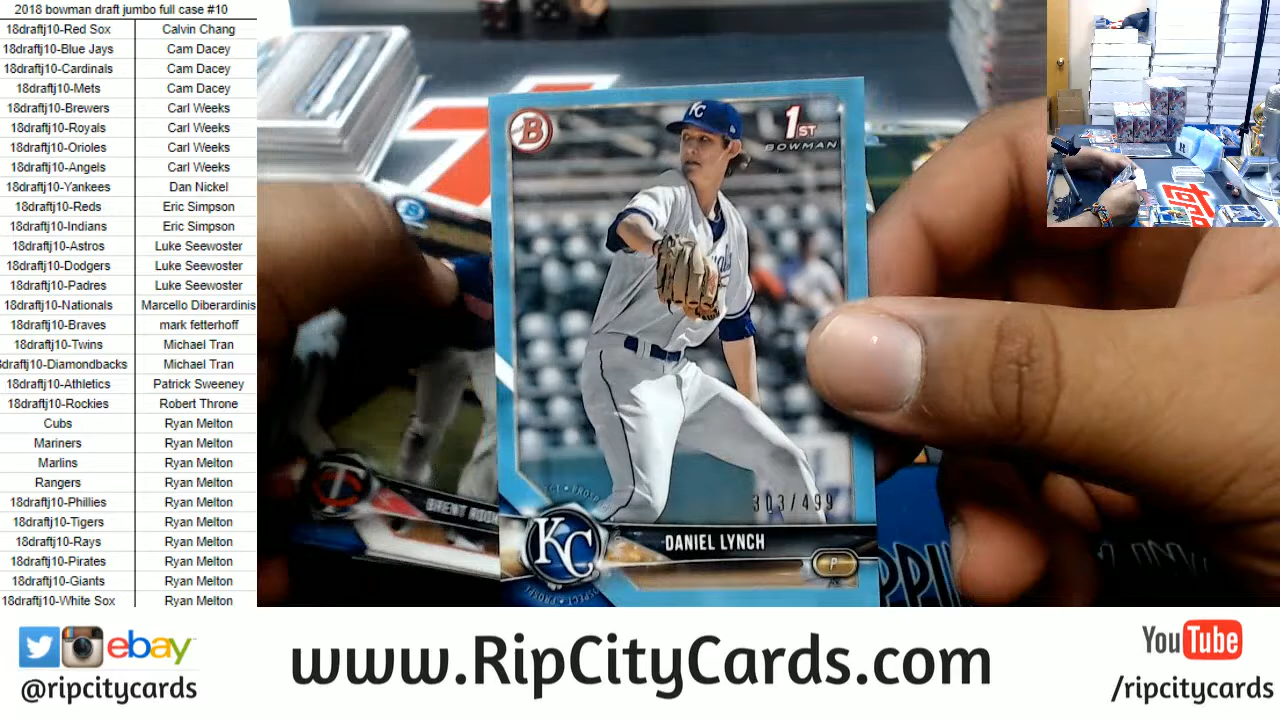 2018 bowman draft jumbo full case #10
18draftj10-Red Sox Calvin Chang
18draftj10-Blue Jays Cam Dacey
18draftj10-Cardinals Cam Dacey
18draftj10-Mets Cam Dacey
18draftj10-Brewers Carl Weeks
18draftj10-Royals Carl Weeks
18draftj10-Orioles Carl Weeks
18draftj10-Angels Carl Weeks
18draftj10-Yankees Dan Nickel
18draftj10-Reds Eric Simpson
18draftj10-Indians Eric Simpson
18draftj10-Astros Luke Seewoster
18draftj10-Dodgers Luke Seewoster
18draftj10-Padres Luke Seewoster
18draftj10-Nationals Marcello Diberardinis
18draftj10-Braves mark fetterhoff
18draftj10-Twins Michael Tran
draftj10-Diamondbacks Michael Tran
18draftj10-Athletics Patrick Sweeney
18draftj10-Rockies Robert Throne
Cubs Ryan Melton
Mariners Ryan Melton
Marlins Ryan Melton
Rangers Ryan Melton
18draftj10-Phillies Ryan Melton
18draftj10-Tigers Ryan Melton
18draftj10-Rays Ryan Melton
18draftj10-Pirates Ryan Melton
18draftj10-Giants Ryan Melton
18draftj10-White Sox Ryan Melton
B
1ST
BOWMAN
KC
303/499
KC
DANIEL LYNCH
P
BRENT
ebay
@ripcitycards
www.RipCityCards.com
YouTube
/ripcitycards